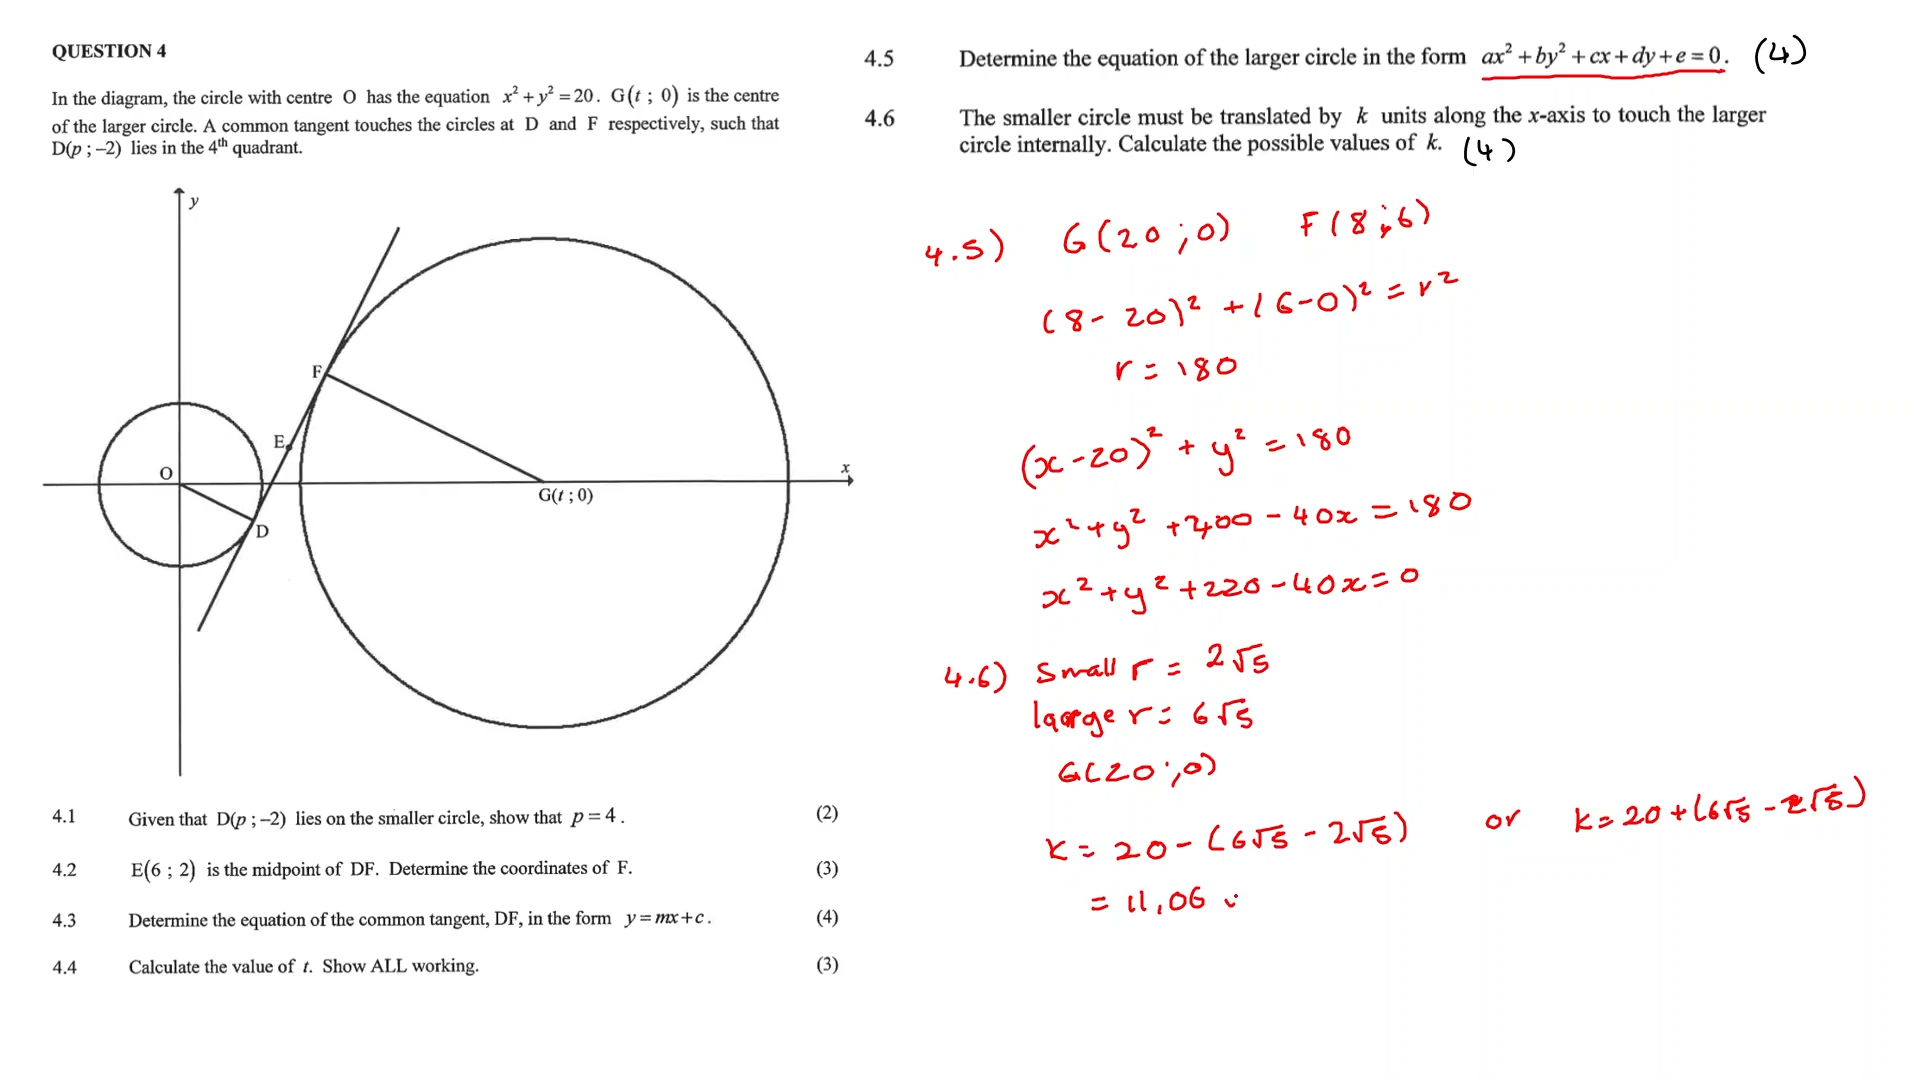 QUESTION 4
In the diagram, the circle with centre O has the equation x² + y² = 20. G(t ; 0) is the centre
of the larger circle. A common tangent touches the circles at D and F respectively, such that
D(p ; –2) lies in the 4th quadrant.
y
F
E
O
x
G(t ; 0)
D
4.1 Given that D(p ; –2) lies on the smaller circle, show that p = 4. (2)
4.2 E(6 ; 2) is the midpoint of DF. Determine the coordinates of F. (3)
4.3 Determine the equation of the common tangent, DF, in the form y = mx + c. (4)
4.4 Calculate the value of t. Show ALL working. (3)
4.5 Determine the equation of the larger circle in the form ax² + by² + cx + dy + e = 0. (4)
4.6 The smaller circle must be translated by k units along the x-axis to touch the larger
circle internally. Calculate the possible values of k. (4)
4.5) G(20 ; 0) F(8 ; 6)
(8 - 20)² + (6 - 0)² = r²
r = 180
(x - 20)² + y² = 180
x² + y² + 400 - 40x = 180
x² + y² + 220 - 40x = 0
4.6) Small r = 2√5
large r = 6√5
G(20 ; 0)
k = 20 - (6√5 - 2√5) or k = 20 + (6√5 - 2√5)
= 11,06